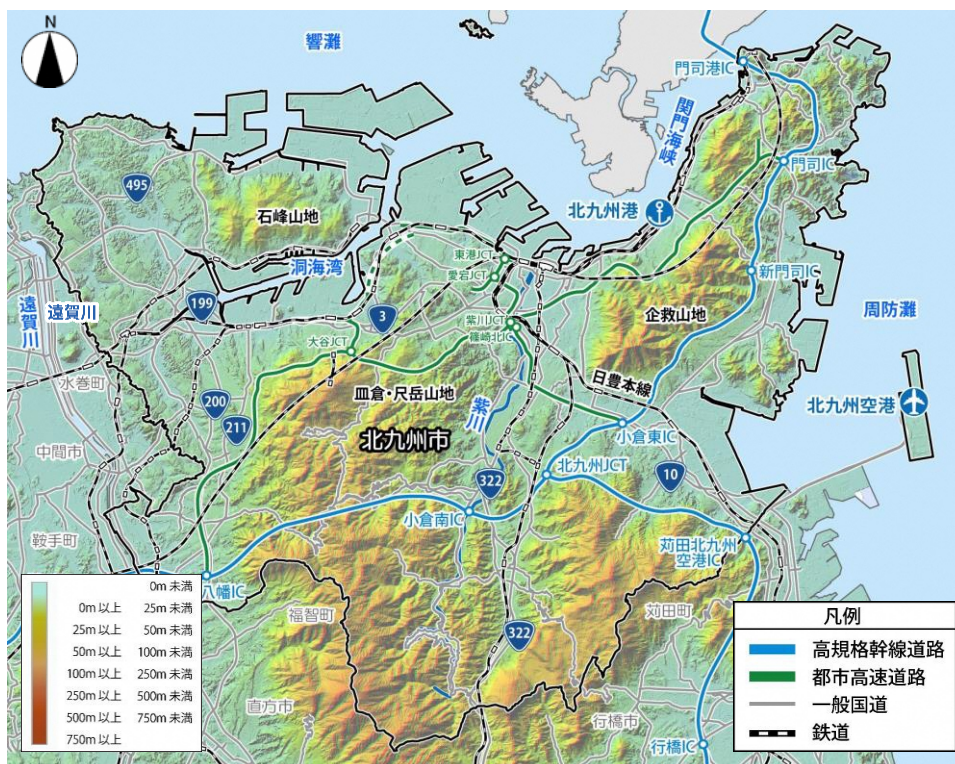 N
響灘
関門海峡
門司港IC
門司IC
495
石峰山地
北九州港
東港JCT
愛宕JCT
洞海湾
新門司IC
遠賀川
遠賀川
199
3
紫川JCT
篠崎北IC
企救山地
周防灘
大谷JCT
水巻町
皿倉・尺岳山地
日豊本線
200
211
紫川
北九州空港
北九州市
小倉東IC
中間市
322
北九州JCT
10
小倉南IC
鞍手町
苅田北九州
空港IC
八幡IC
福智町
苅田町
322
直方市
行橋市
行橋IC
0m 未満
0m 以上 25m 未満
25m 以上 50m 未満
50m 以上 100m 未満
100m 以上 250m 未満
250m 以上 500m 未満
500m 以上 750m 未満
750m 以上
凡例
高規格幹線道路
都市高速道路
一般国道
鉄道